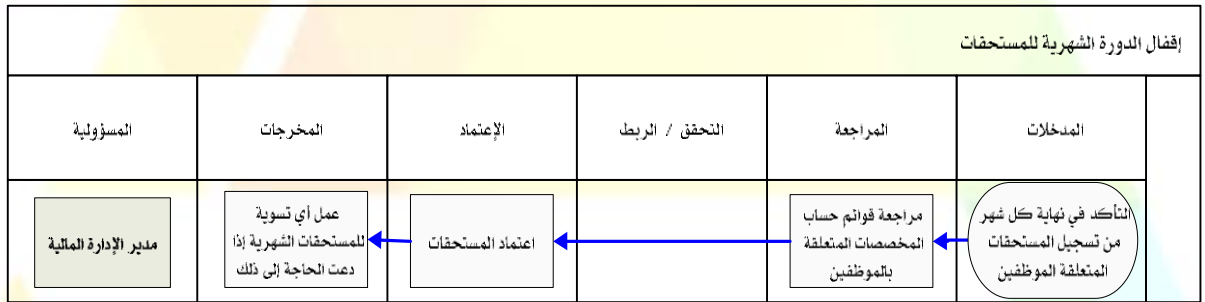 إقفال الدورة الشهرية للمستحقات
المدخلات
المراجعة
التحقق / الربط
الإعتماد
المخرجات
المسؤولية
التأكد في نهاية كل شهر
من تسجيل المستحقات
المتعلقة الموظفين
مراجعة قوائم حساب
المخصصات المتعلقة
بالموظفين
اعتماد المستحقات
عمل أي تسوية
للمستحقات الشهرية إذا
دعت الحاجة إلى ذلك
مدير الإدارة المالية